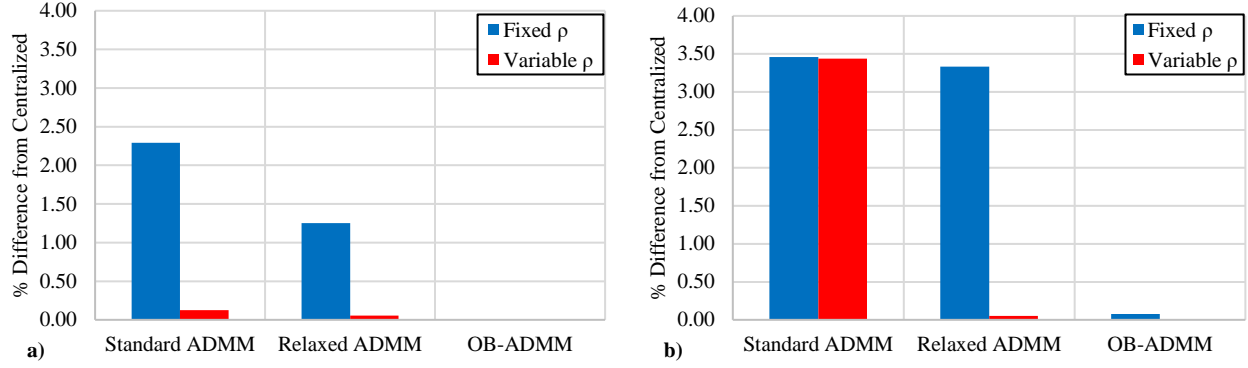 % Difference from Centralized
4.00
3.50
3.00
2.50
2.00
1.50
1.00
0.50
0.00
Fixed ρ
Variable ρ
Standard ADMM
Relaxed ADMM
OB-ADMM
a)
% Difference from Centralized
4.00
3.50
3.00
2.50
2.00
1.50
1.00
0.50
0.00
Fixed ρ
Variable ρ
Standard ADMM
Relaxed ADMM
OB-ADMM
b)